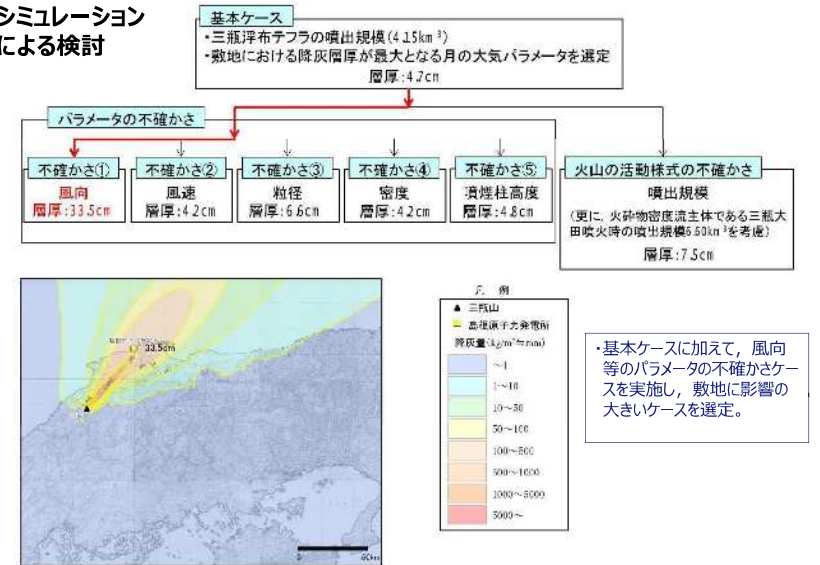 シミュレーション
による検討
基本ケース
・三瓶浮布テフラの噴出規模(4.15km³)
・敷地における降灰層厚が最大となる月の大気パラメータを選定
層厚:4.7cm
パラメータの不確かさ
不確かさ①
風向
層厚:33.5cm
不確かさ②
風速
層厚:4.2cm
不確かさ③
粒径
層厚:6.6cm
不確かさ④
密度
層厚:4.2cm
不確かさ⑤
噴煙柱高度
層厚:4.8cm
火山の活動様式の不確かさ
噴出規模
(更に，火砕物密度流主体である三瓶大
田噴火時の噴出規模6.60km³を考慮)
層厚:7.5cm
33.5cm
60km
凡 例
▲ 三瓶山
島根原子力発電所
降灰量(kg/m²≒mm)
～1
1～10
10～50
50～100
100～500
500～1000
1000～5000
5000～
・基本ケースに加えて，風向
等のパラメータの不確かさケー
スを実施し，敷地に影響の
大きいケースを選定。